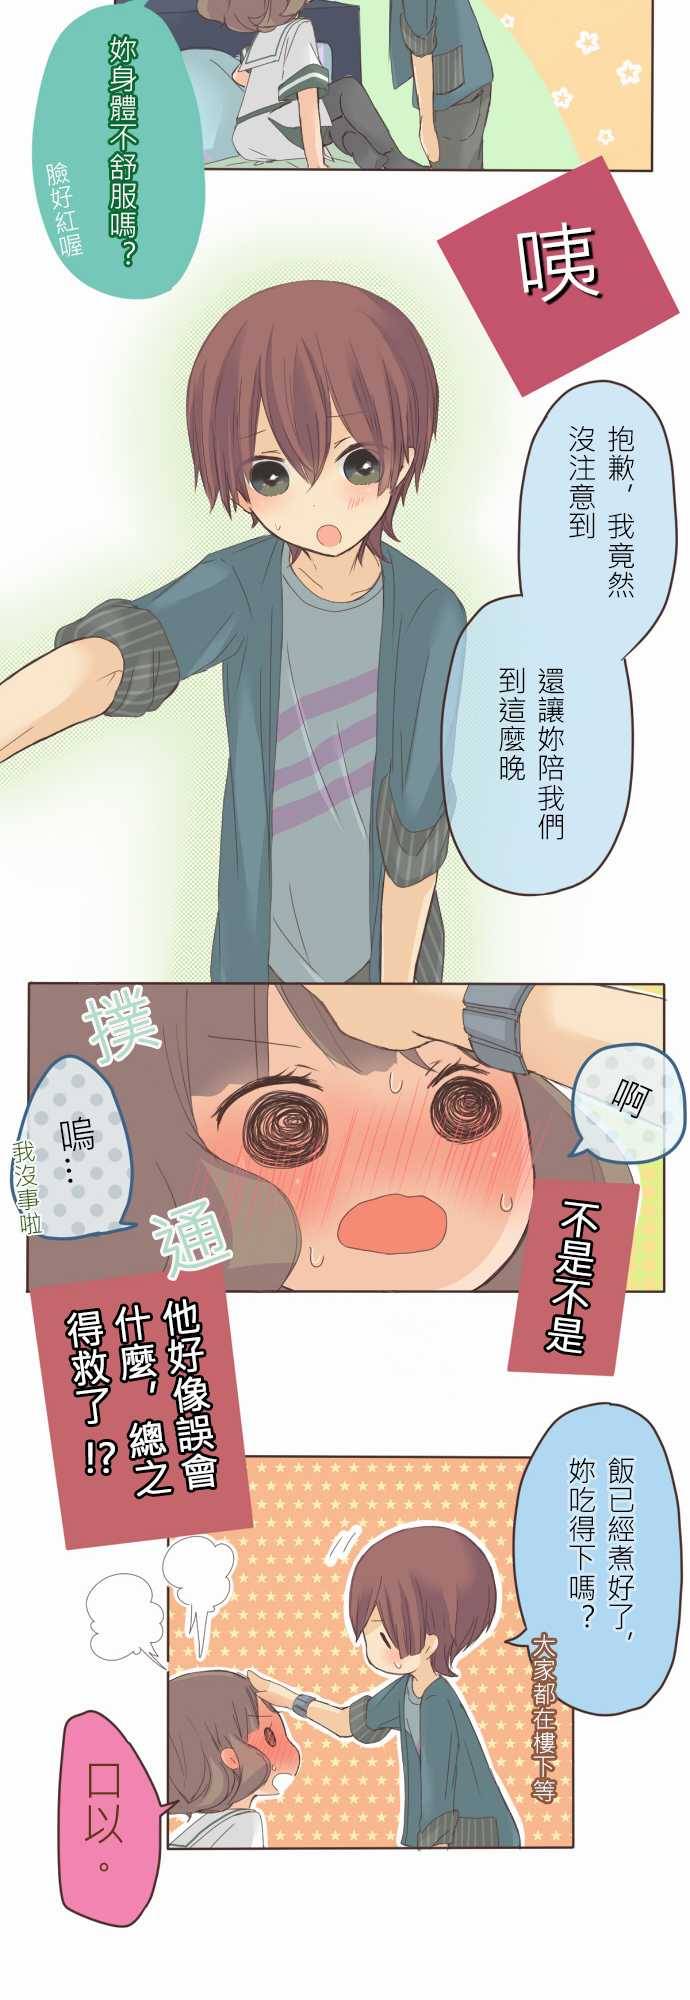 妳身體不舒服嗎？
臉好紅喔
咦
抱歉，我竟然
沒注意到
還讓妳陪我們
到這麼晚
撲
通
啊
嗚…
我沒事啦
不是不是
他好像誤會
什麼，總之
得救了!?
飯已經煮好了，
妳吃得下嗎？
大家都在樓下等
口以。